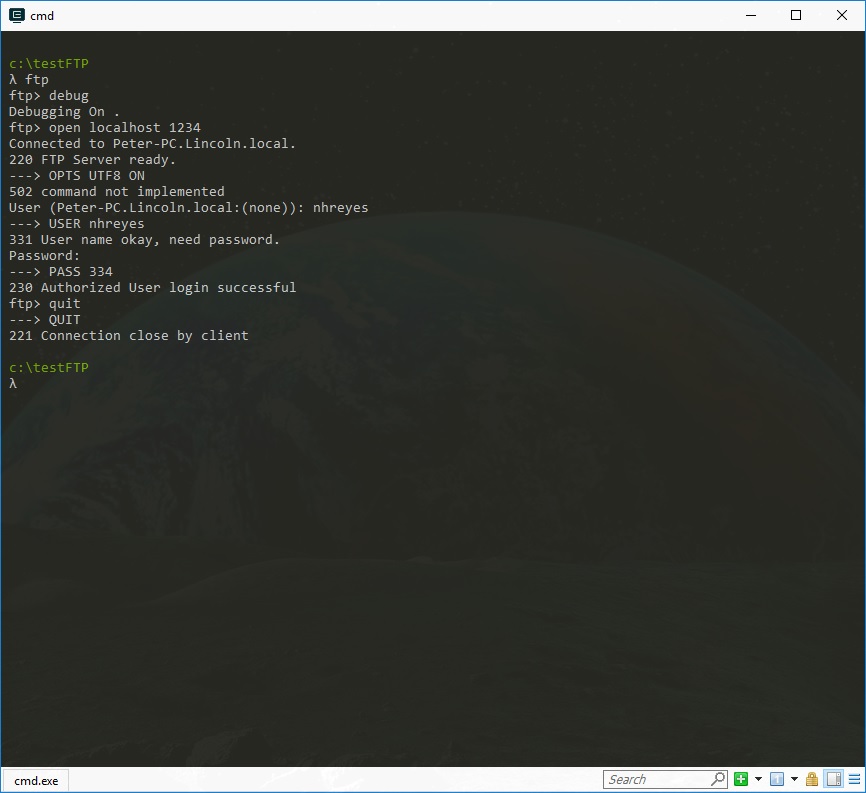 cmd
c:\testFTP
λ ftp
ftp> debug
Debugging On .
ftp> open localhost 1234
Connected to Peter-PC.Lincoln.local.
220 FTP Server ready.
---> OPTS UTF8 ON
502 command not implemented
User (Peter-PC.Lincoln.local:(none)): nhreyes
---> USER nhreyes
331 User name okay, need password.
Password:
---> PASS 334
230 Authorized User login successful
ftp> quit
---> QUIT
221 Connection close by client
c:\testFTP
λ
cmd.exe
Search